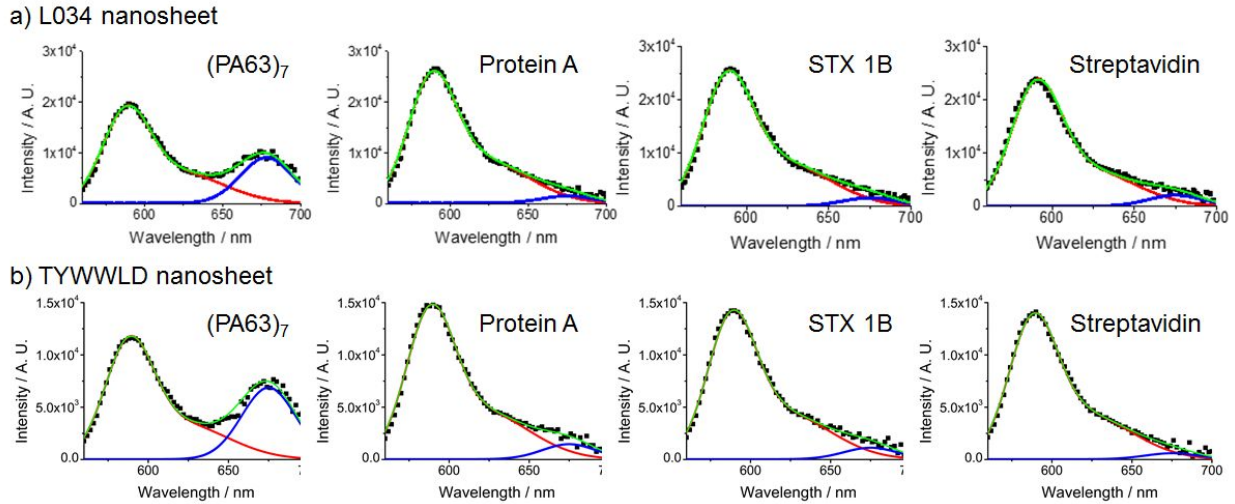 a) L034 nanosheet
(PA63)₇
Protein A
STX 1B
Streptavidin
Intensity / A. U.
3x10⁴
2x10⁴
1x10⁴
0
600
650
700
Wavelength / nm
Intensity / A. U.
3x10⁴
2x10⁴
1x10⁴
0
600
650
700
Wavelength / nm
Intensity / A. U.
3x10⁴
2x10⁴
1x10⁴
0
600
650
700
Wavelength / nm
Intensity / A. U.
3x10⁴
2x10⁴
1x10⁴
0
600
650
700
Wavelength / nm
b) TYWWLD nanosheet
(PA63)₇
Protein A
STX 1B
Streptavidin
Intensity / A. U.
1.5x10⁴
1.0x10⁴
5.0x10³
0.0
600
650
Wavelength / nm
Intensity / A. U.
1.5x10⁴
1.0x10⁴
5.0x10³
0.0
600
650
Wavelength / nm
Intensity / A. U.
1.5x10⁴
1.0x10⁴
5.0x10³
0.0
600
650
Wavelength / nm
Intensity / A. U.
1.5x10⁴
1.0x10⁴
5.0x10³
0.0
600
650
700
Wavelength / nm